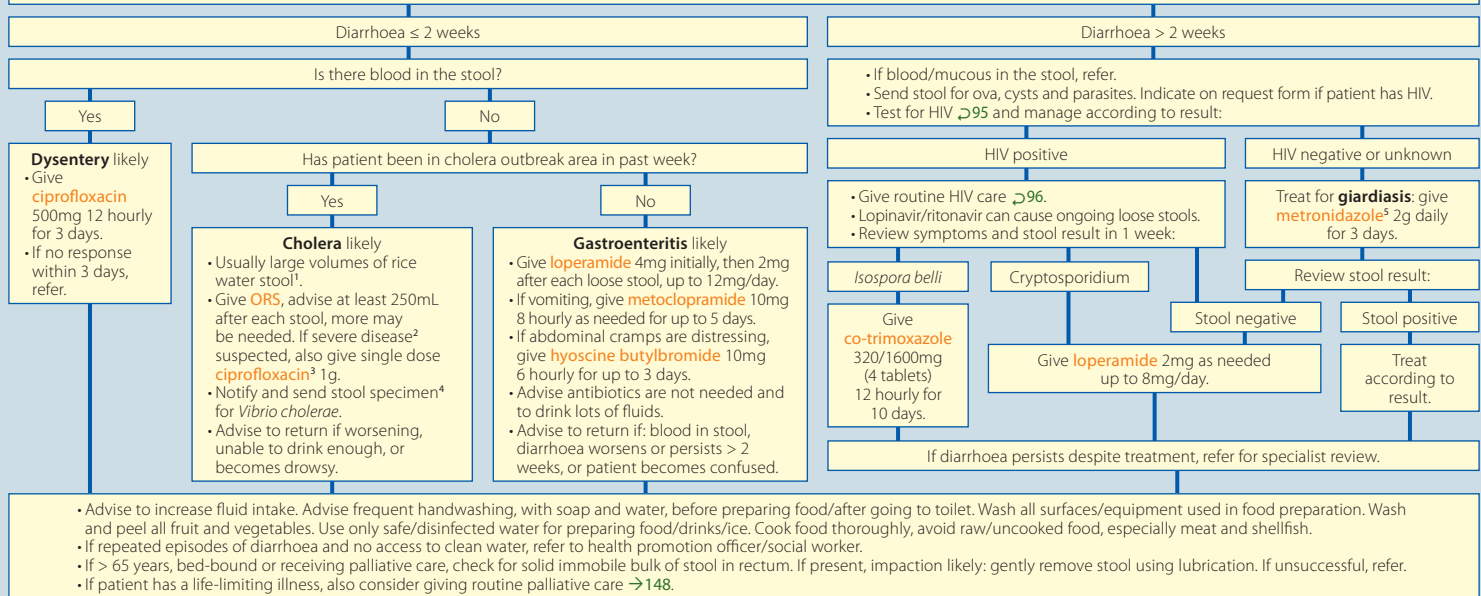 Diarrhoea ≤ 2 weeks
Is there blood in the stool?
Yes
No
Dysentery likely
• Give
ciprofloxacin
500mg 12 hourly
for 3 days.
• If no response
within 3 days,
refer.
Has patient been in cholera outbreak area in past week?
Yes
No
Cholera likely
• Usually large volumes of rice
water stool¹.
• Give ORS, advise at least 250mL
after each stool, more may
be needed. If severe disease²
suspected, also give single dose
ciprofloxacin³ 1g.
• Notify and send stool specimen⁴
for Vibrio cholerae.
• Advise to return if worsening,
unable to drink enough, or
becomes drowsy.
Gastroenteritis likely
• Give loperamide 4mg initially, then 2mg
after each loose stool, up to 12mg/day.
• If vomiting, give metoclopramide 10mg
8 hourly as needed for up to 5 days.
• If abdominal cramps are distressing,
give hyoscine butylbromide 10mg
6 hourly for up to 3 days.
• Advise antibiotics are not needed and
to drink lots of fluids.
• Advise to return if: blood in stool,
diarrhoea worsens or persists > 2
weeks, or patient becomes confused.
Diarrhoea > 2 weeks
• If blood/mucous in the stool, refer.
• Send stool for ova, cysts and parasites. Indicate on request form if patient has HIV.
• Test for HIV ⮌95 and manage according to result:
HIV positive
HIV negative or unknown
• Give routine HIV care ⮌96.
• Lopinavir/ritonavir can cause ongoing loose stools.
• Review symptoms and stool result in 1 week:
Treat for giardiasis: give
metronidazole⁵ 2g daily
for 3 days.
Isospora belli
Cryptosporidium
Review stool result:
Stool negative
Stool positive
Give
co-trimoxazole
320/1600mg
(4 tablets)
12 hourly for
10 days.
Give loperamide 2mg as needed
up to 8mg/day.
Treat
according to
result.
If diarrhoea persists despite treatment, refer for specialist review.
• Advise to increase fluid intake. Advise frequent handwashing, with soap and water, before preparing food/after going to toilet. Wash all surfaces/equipment used in food preparation. Wash
and peel all fruit and vegetables. Use only safe/disinfected water for preparing food/drinks/ice. Cook food thoroughly, avoid raw/uncooked food, especially meat and shellfish.
• If repeated episodes of diarrhoea and no access to clean water, refer to health promotion officer/social worker.
• If > 65 years, bed-bound or receiving palliative care, check for solid immobile bulk of stool in rectum. If present, impaction likely: gently remove stool using lubrication. If unsuccessful, refer.
• If patient has a life-limiting illness, also consider giving routine palliative care →148.